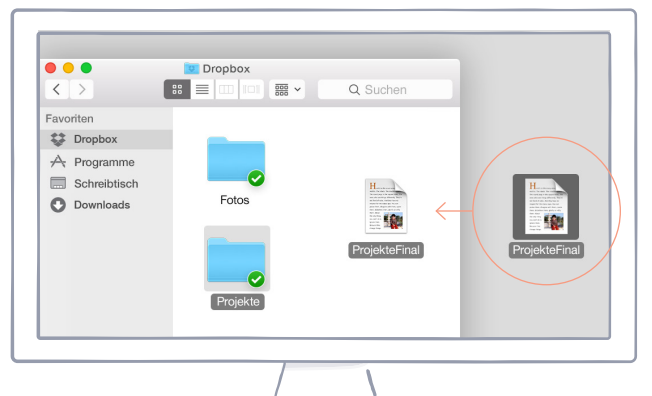 Dropbox
Suchen
Favoriten
Dropbox
Programme
Schreibtisch
Downloads
Fotos
Projekte
ProjekteFinal
ProjekteFinal